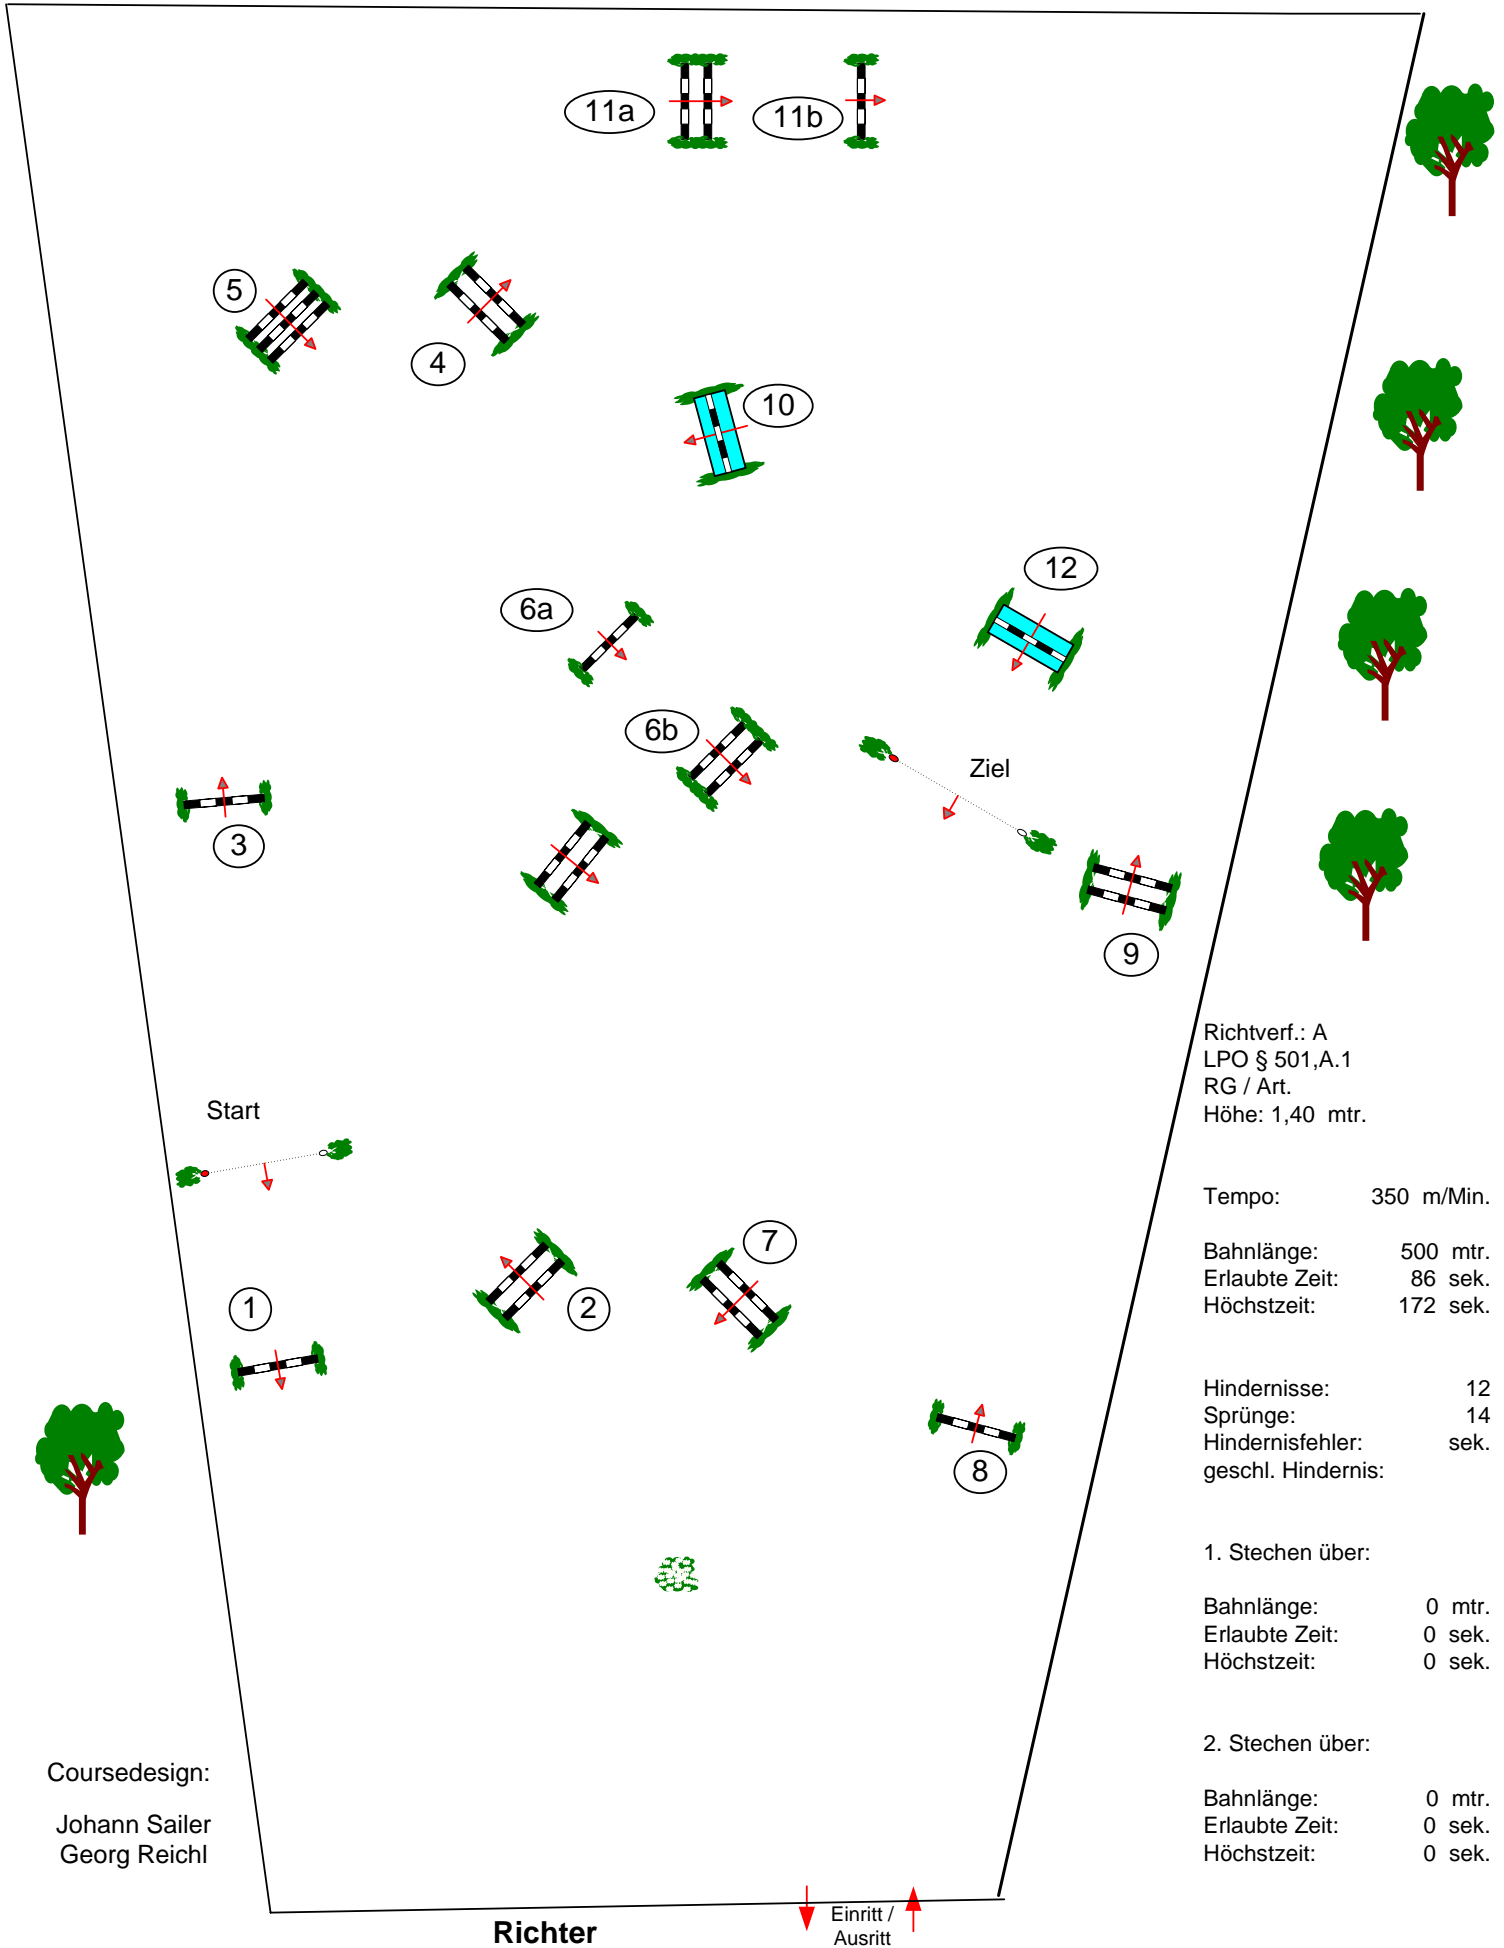 11a
11b
5
4
10
12
6a
6b
Ziel
3
9
Richtverf.: A
LPO § 501,A.1
RG / Art.
Höhe: 1,40 mtr.
Start
Tempo: 350 m/Min.
7
Bahnlänge: 500 mtr.
Erlaubte Zeit: 86 sek.
Höchstzeit: 172 sek.
1
2
Hindernisse: 12
Sprünge: 14
Hindernisfehler: sek.
geschl. Hindernis:
8
1. Stechen über:
Bahnlänge: 0 mtr.
Erlaubte Zeit: 0 sek.
Höchstzeit: 0 sek.
2. Stechen über:
Bahnlänge: 0 mtr.
Erlaubte Zeit: 0 sek.
Höchstzeit: 0 sek.
Coursedesign:
Johann Sailer
Georg Reichl
Richter
Einritt /
Ausritt